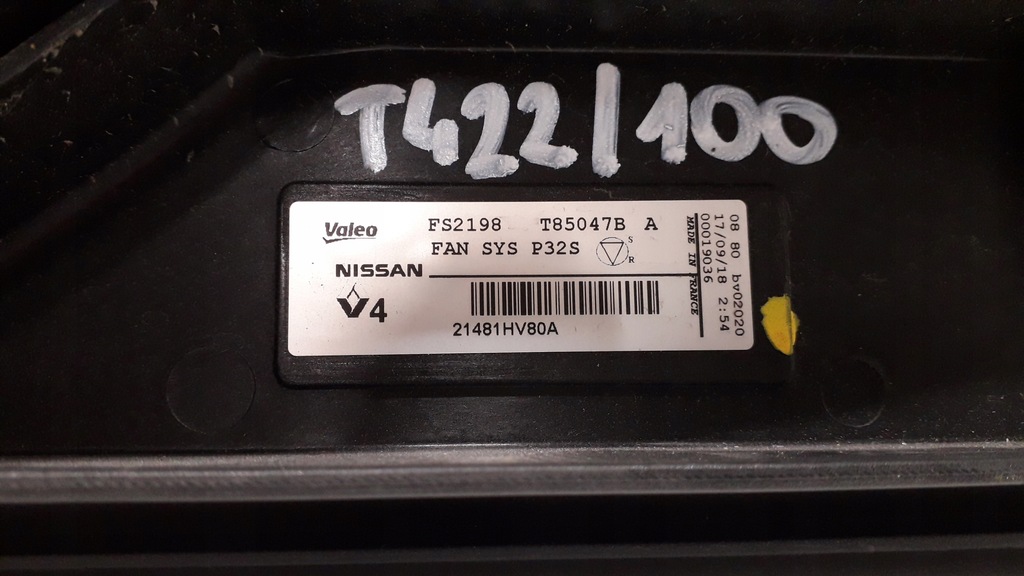 T422/100
Valeo FS2198 T85047B A
FAN SYS P32S S R
NISSAN
4
21481HV80A
MADE IN FRANCE
00019036
17/09/18 2:54
08 80 bv02020